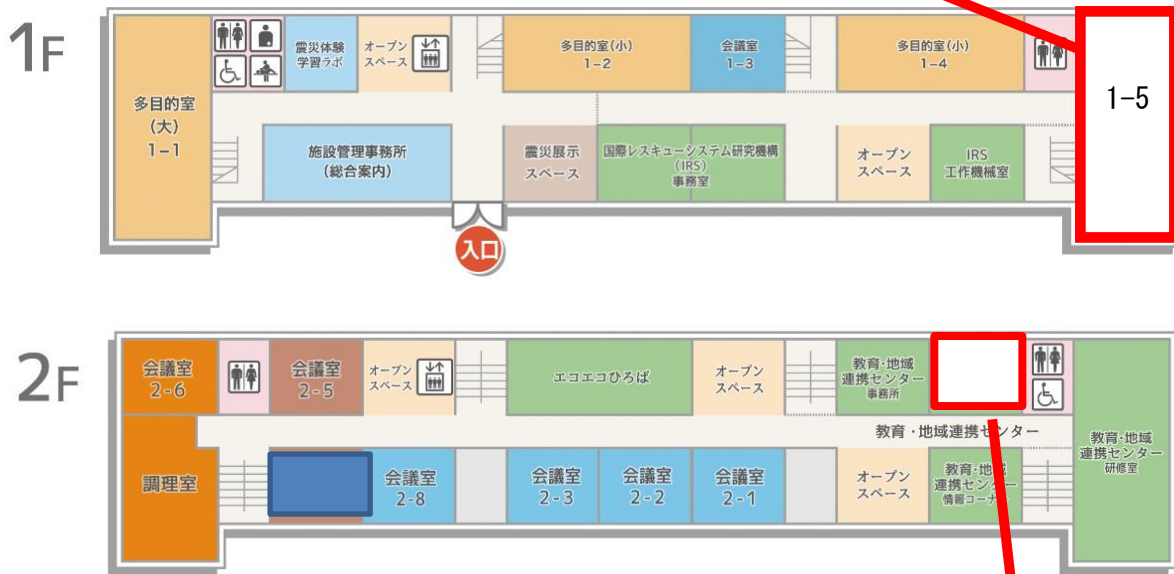 1F
震災体験
学習ラボ
オープン
スペース
多目的室(小)
1-2
会議室
1-3
多目的室(小)
1-4
1-5
多目的室
(大)
1-1
施設管理事務所
(総合案内)
震災展示
スペース
国際レスキューシステム研究機構
(IRS)
事務室
オープン
スペース
IRS
工作機械室
入口
2F
会議室
2-6
会議室
2-5
オープン
スペース
エコエコひろば
オープン
スペース
教育・地域
連携センター
事務所
教育・地域連携センター
教育・地域
連携センター
研修室
調理室
会議室
2-8
会議室
2-3
会議室
2-2
会議室
2-1
オープン
スペース
教育・地域
連携センター
情報コーナー